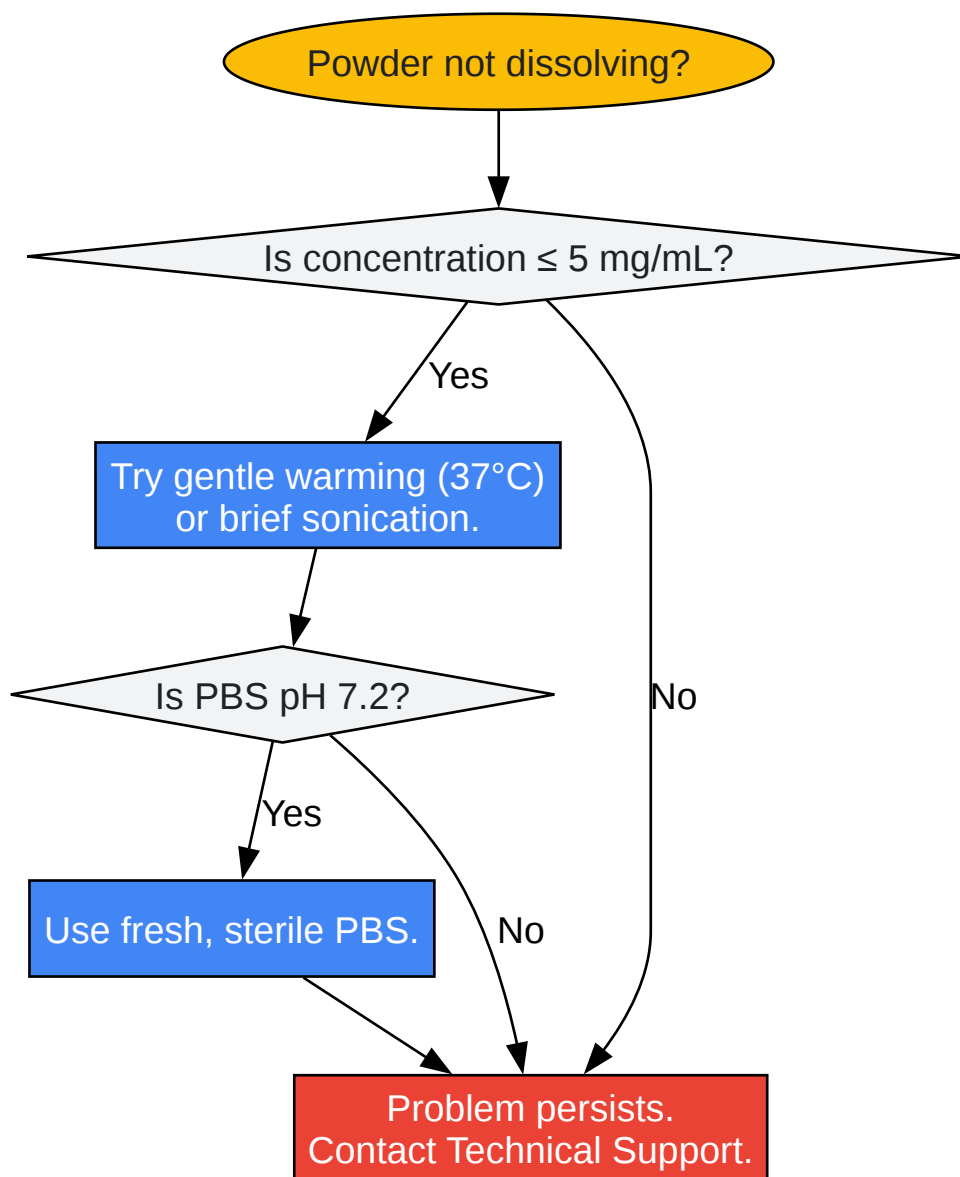 Powder not dissolving?
Is concentration ≤ 5 mg/mL?
Yes
Try gentle warming (37°C)
or brief sonication.
Is PBS pH 7.2?
No
Yes
Use fresh, sterile PBS.
No
Problem persists.
Contact Technical Support.